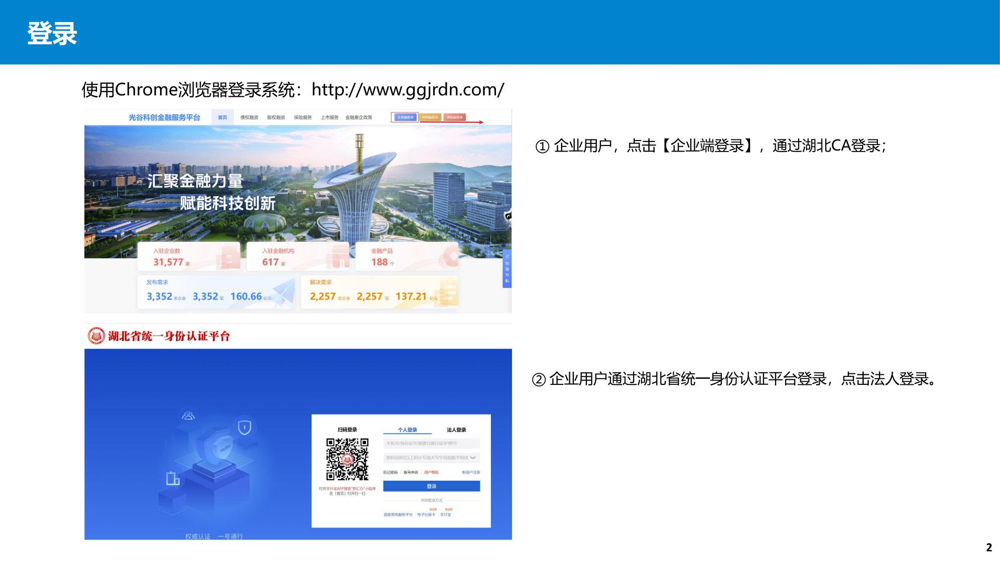 登录
使用Chrome浏览器登录系统：http://www.ggjrdn.com/
光谷科创金融服务平台 首页 债权融资 股权融资 保险服务 上市服务 金融惠企政策 企业端登录 机构端登录 政府端登录
汇聚金融力量
赋能科技创新
入驻企业数 入驻金融机构 金融产品
31,577 家 617 家 188 个
发布需求 解决需求
3,352 家企业 3,352 笔 160.66 亿元 2,257 家企业 2,257 笔 137.21 亿元
快捷导航
① 企业用户，点击【企业端登录】，通过湖北CA登录；
湖北省统一身份认证平台
② 企业用户通过湖北省统一身份认证平台登录，点击法人登录。
HuBei
权威认证 一号通行
扫码登录
打开支付宝APP搜索"鄂汇办"小程序
在「首页」打开扫一扫
个人登录 法人登录
手机号/身份证号/港澳台通行证/护照号
密码由8位以上的小写加大写字母加数字组成
忘记密码 账号申诉 用户帮助 新用户注册
登录
其他登录方式
免注册 免注册
国家政务服务平台 电子社保卡 支付宝
2